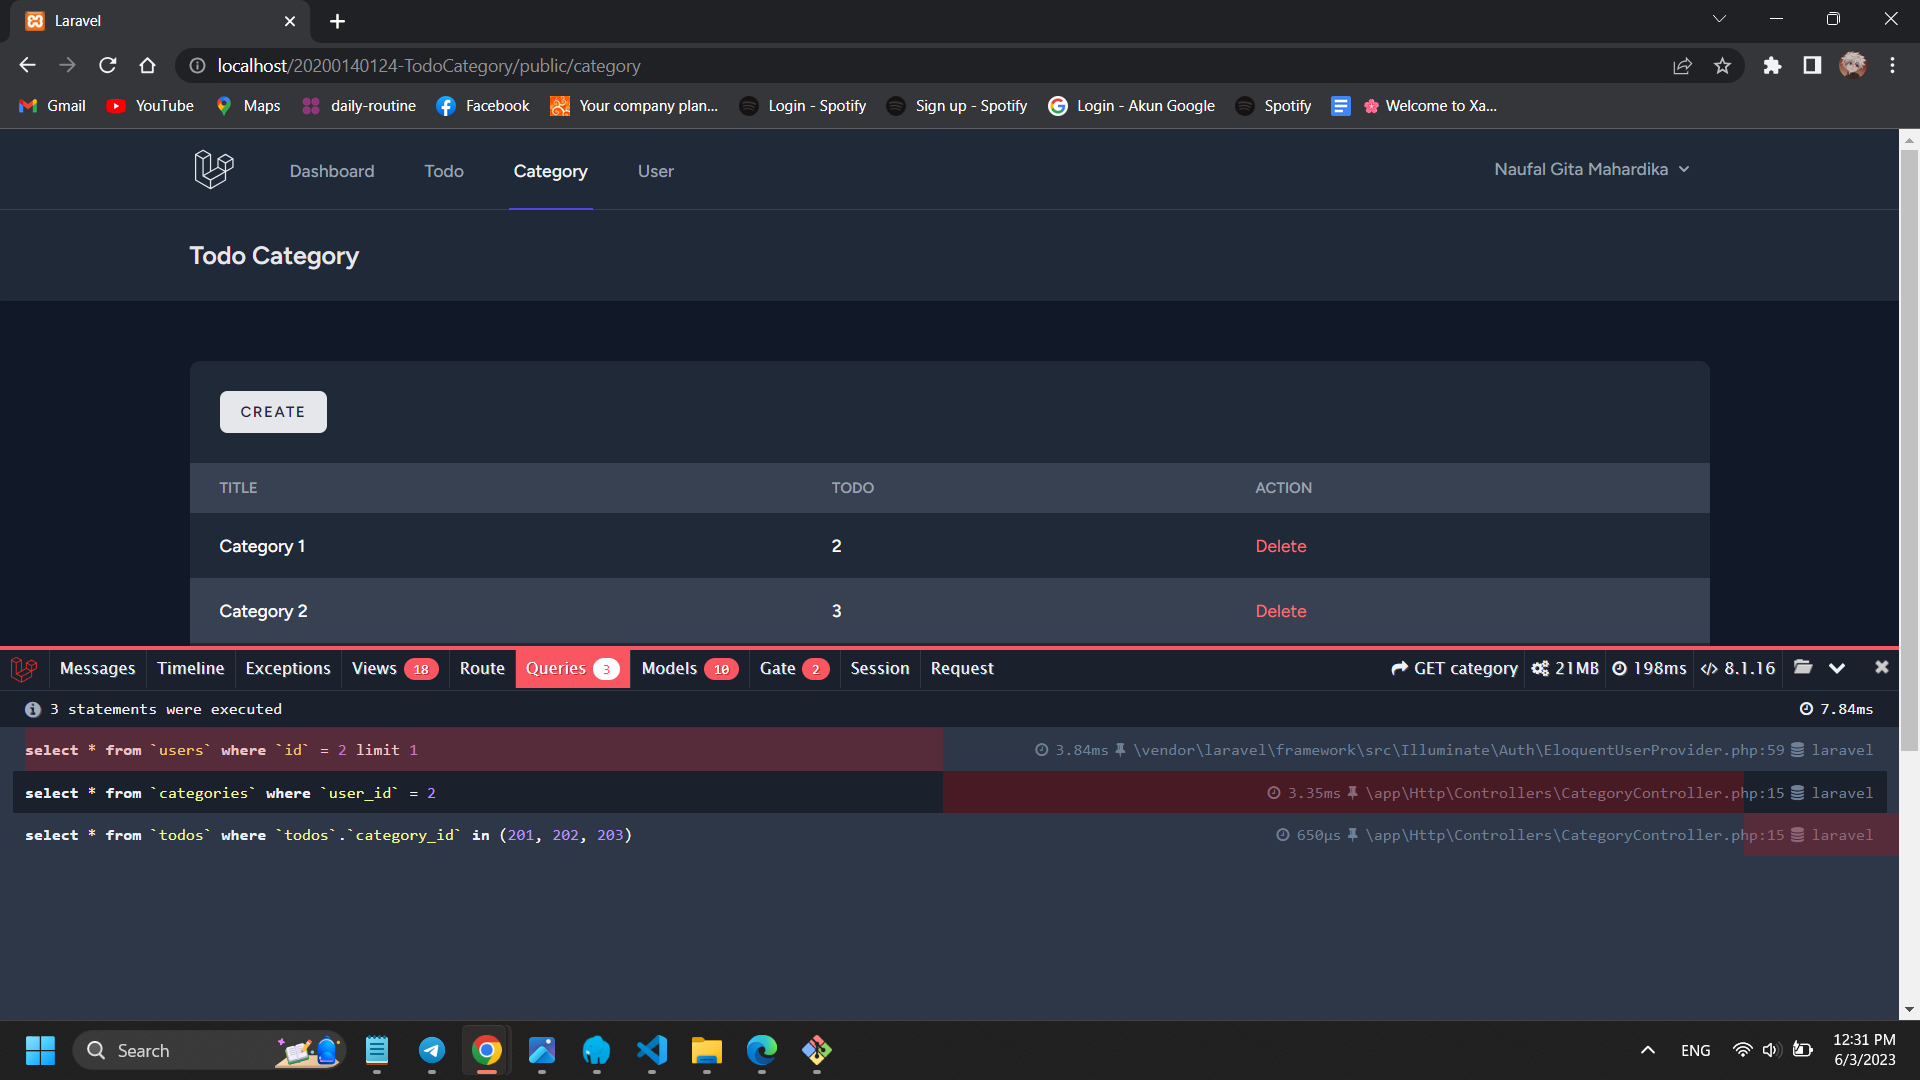 Laravel
localhost/20200140124-TodoCategory/public/category
Gmail YouTube Maps daily-routine Facebook Your company plan... Login - Spotify Sign up - Spotify Login - Akun Google Spotify Welcome to Xa...
Dashboard Todo Category User Naufal Gita Mahardika
Todo Category
CREATE
TITLE TODO ACTION
Category 1 2 Delete
Category 2 3 Delete
Messages Timeline Exceptions Views 18 Route Queries 3 Models 10 Gate 2 Session Request GET category 21MB 198ms 8.1.16
3 statements were executed 7.84ms
select * from `users` where `id` = 2 limit 1 3.84ms \vendor\laravel\framework\src\Illuminate\Auth\EloquentUserProvider.php:59 laravel
select * from `categories` where `user_id` = 2 3.35ms \app\Http\Controllers\CategoryController.php:15 laravel
select * from `todos` where `todos`.`category_id` in (201, 202, 203) 650μs \app\Http\Controllers\CategoryController.php:15 laravel
Search ENG 12:31 PM
6/3/2023